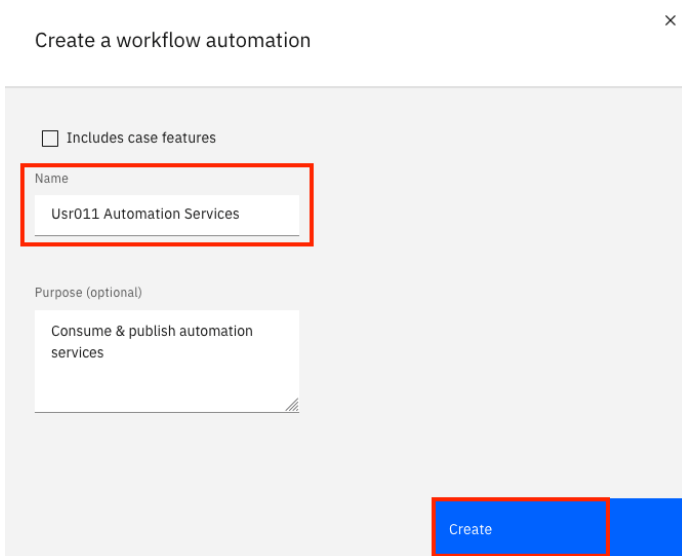 Create a workflow automation
Includes case features
Name
Usr011 Automation Services
Purpose (optional)
Consume & publish automation
services
Create